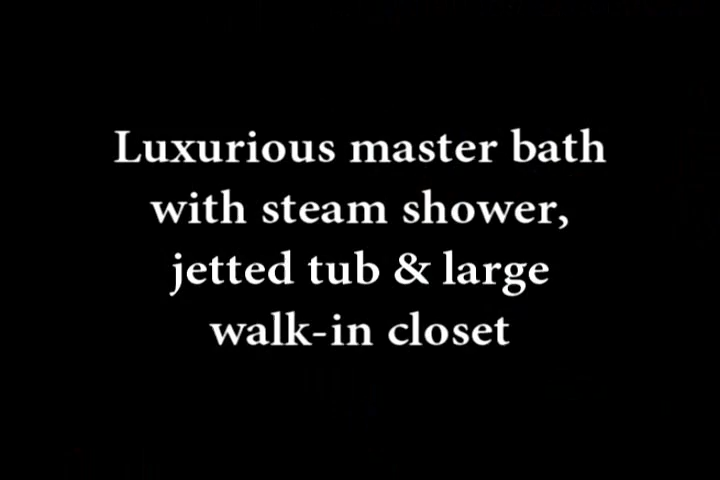 Luxurious master bath
with steam shower,
jetted tub & large
walk-in closet